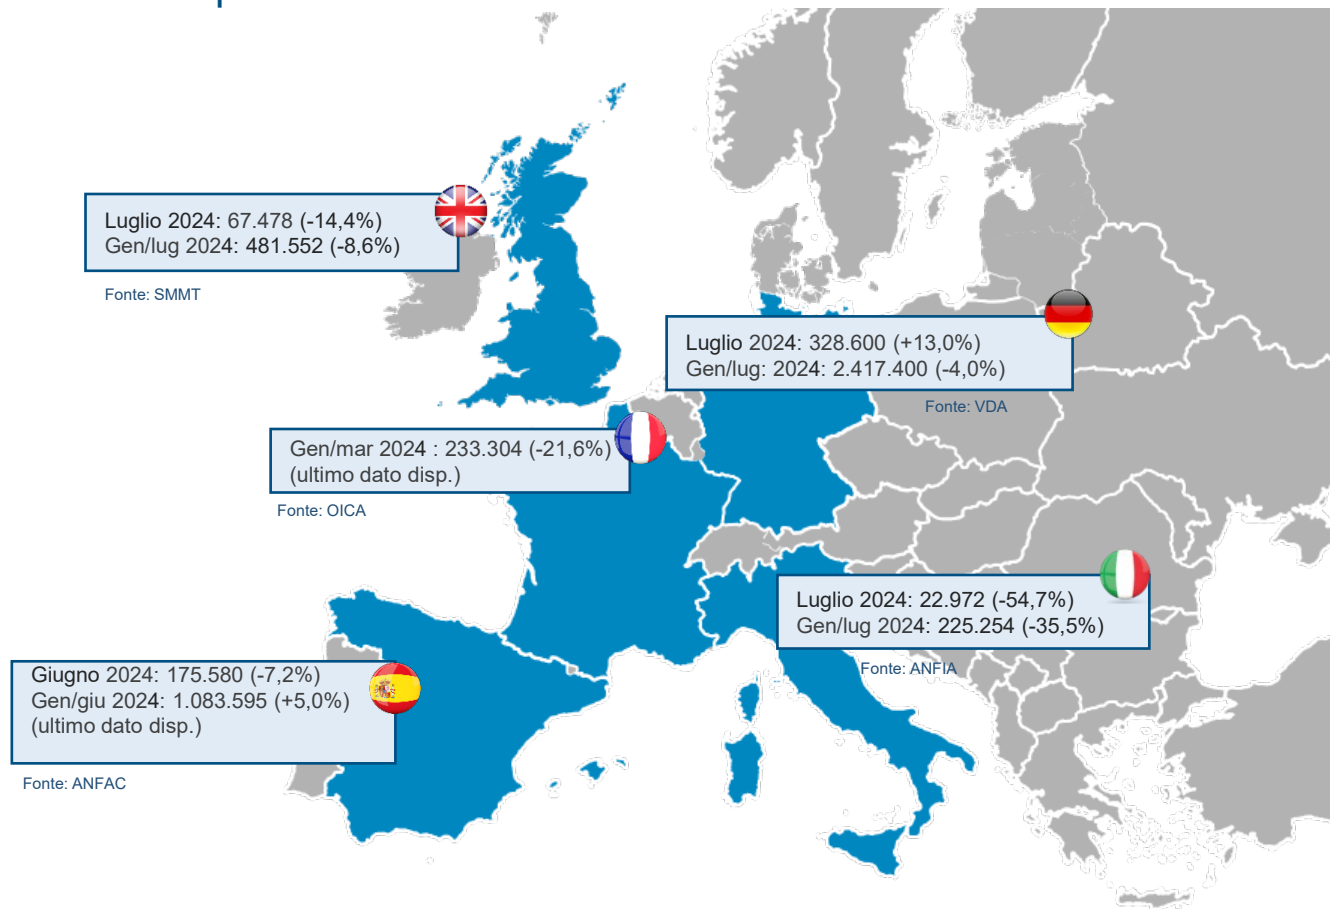 Luglio 2024: 67.478 (-14,4%)
Gen/lug 2024: 481.552 (-8,6%)
Fonte: SMMT
Luglio 2024: 328.600 (+13,0%)
Gen/lug: 2024: 2.417.400 (-4,0%)
Fonte: VDA
Gen/mar 2024 : 233.304 (-21,6%)
(ultimo dato disp.)
Fonte: OICA
Luglio 2024: 22.972 (-54,7%)
Gen/lug 2024: 225.254 (-35,5%)
Fonte: ANFIA
Giugno 2024: 175.580 (-7,2%)
Gen/giu 2024: 1.083.595 (+5,0%)
(ultimo dato disp.)
Fonte: ANFAC